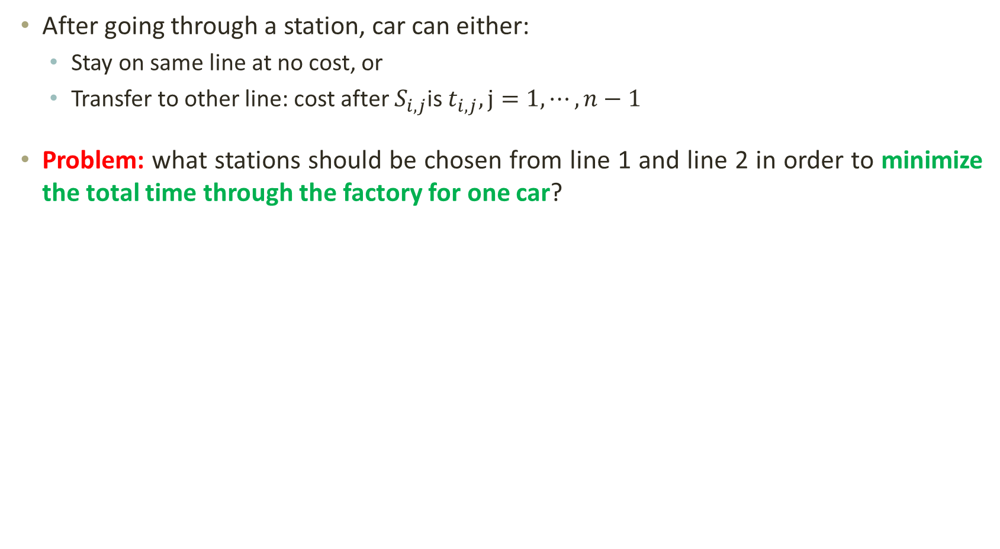 • After going through a station, car can either:
• Stay on same line at no cost, or
• Transfer to other line: cost after $S_{i,j}$ is $t_{i,j}$, j = 1, ⋯ , $n$ − 1
• Problem: what stations should be chosen from line 1 and line 2 in order to minimize
the total time through the factory for one car?